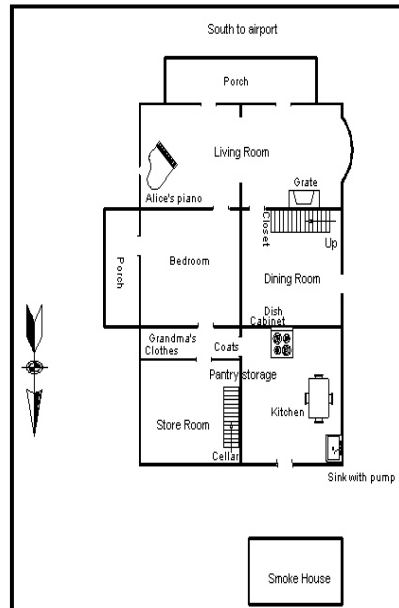 South to airport
Porch
Living Room
Grate
Alice's piano
Closet
Up
Porch
Bedroom
Dining Room
Dish
Cabinet
Grandma's
Clothes
Coats
Pantry storage
Kitchen
Store Room
Cellar
Sink with pump
Smoke House